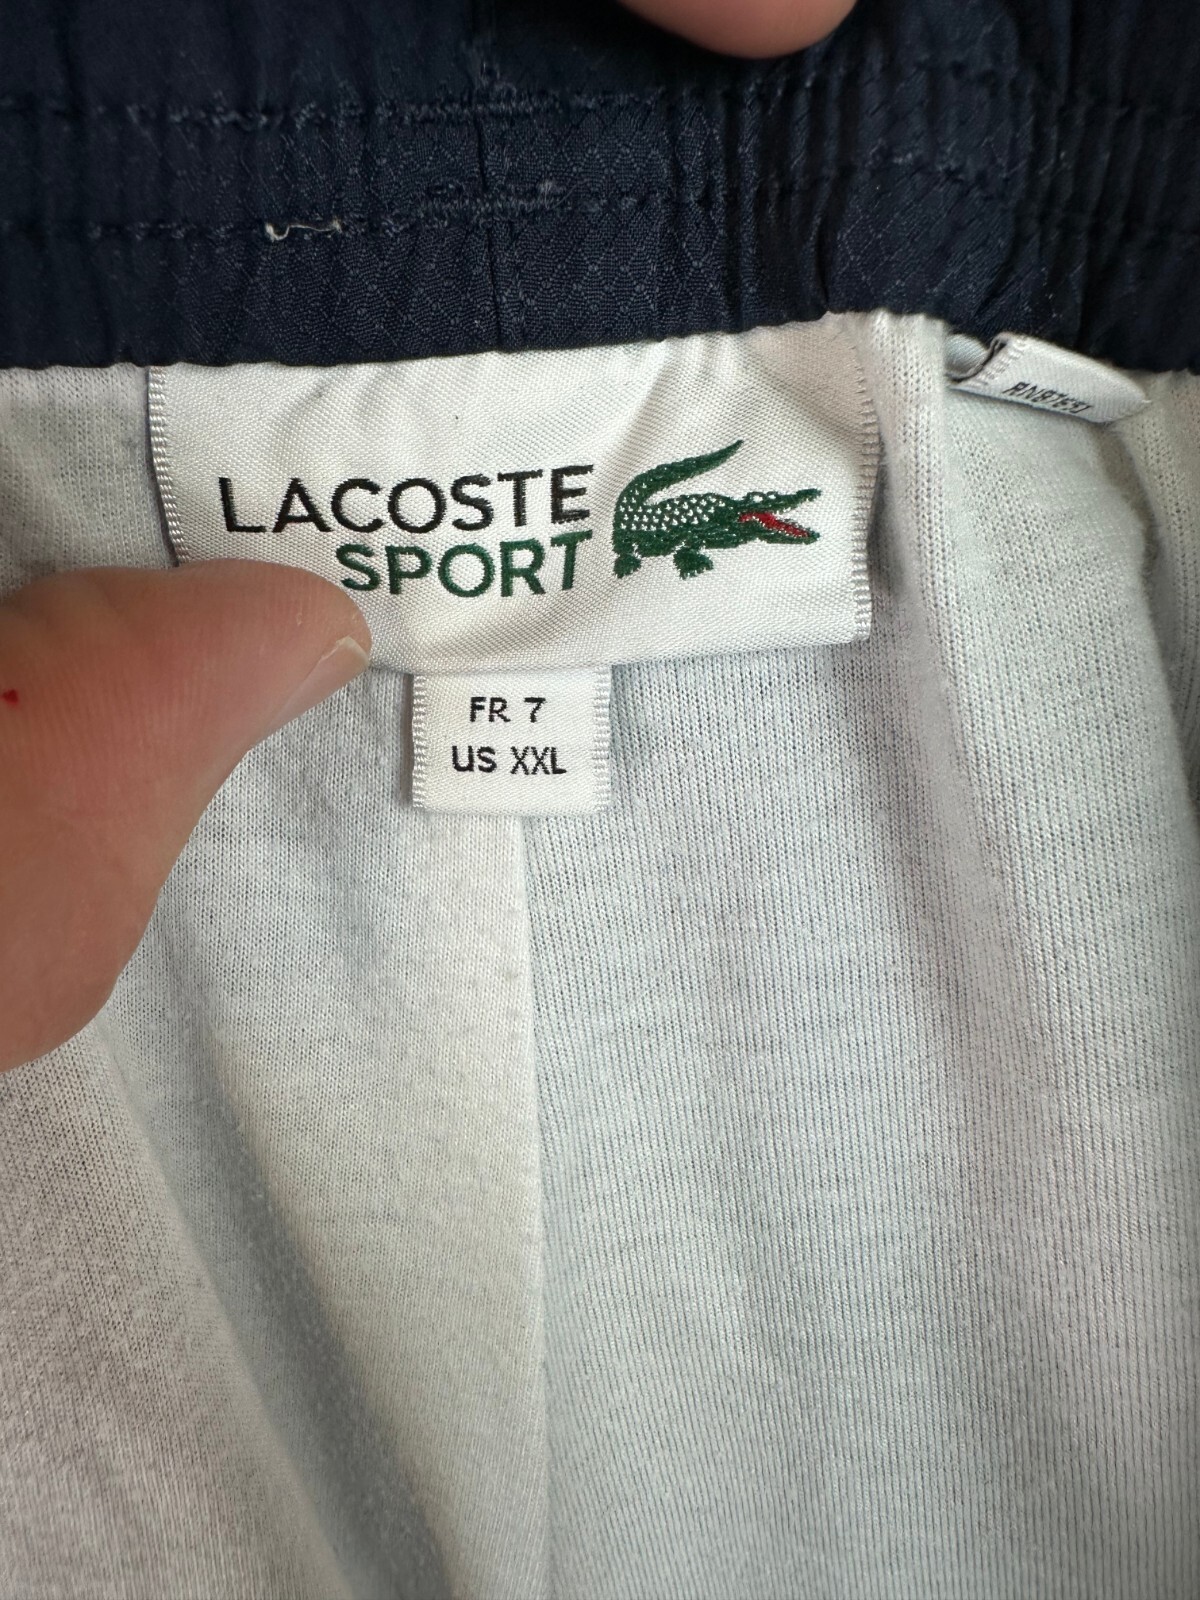 LACOSTE
SPORT
FR 7
US XXL